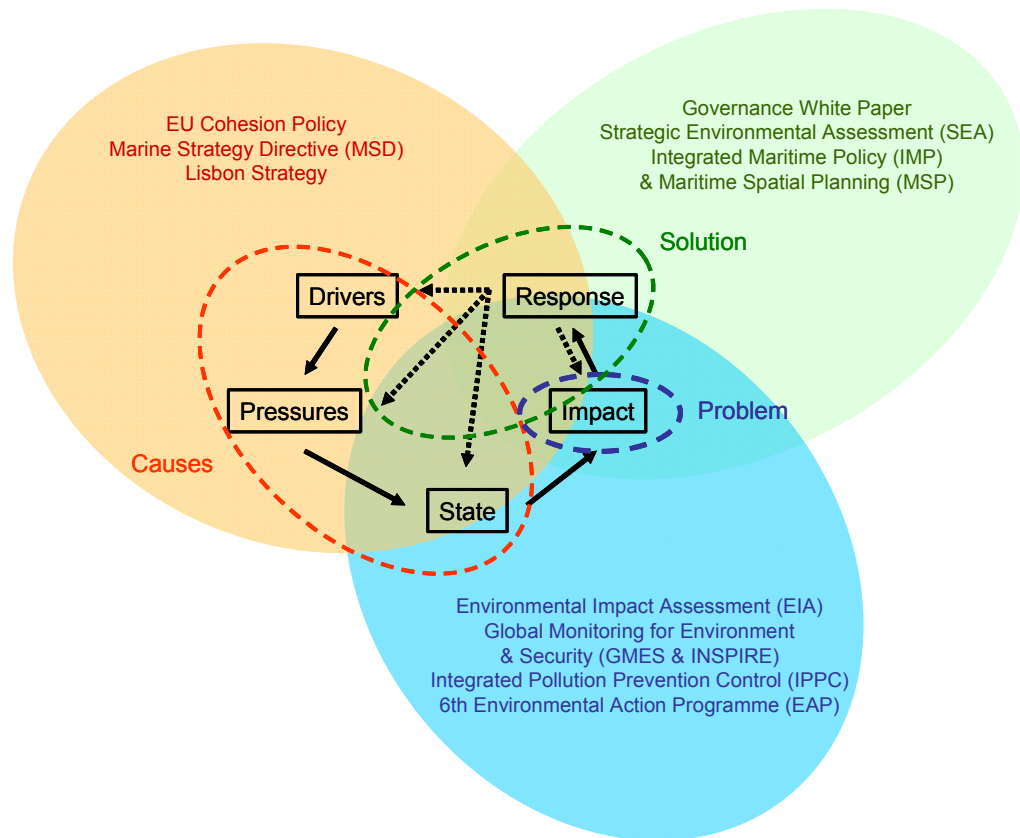 EU Cohesion Policy
Marine Strategy Directive (MSD)
Lisbon Strategy
Governance White Paper
Strategic Environmental Assessment (SEA)
Integrated Maritime Policy (IMP)
& Maritime Spatial Planning (MSP)
Solution
Drivers
Response
Pressures
Impact
Problem
Causes
State
Environmental Impact Assessment (EIA)
Global Monitoring for Environment
& Security (GMES & INSPIRE)
Integrated Pollution Prevention Control (IPPC)
6th Environmental Action Programme (EAP)